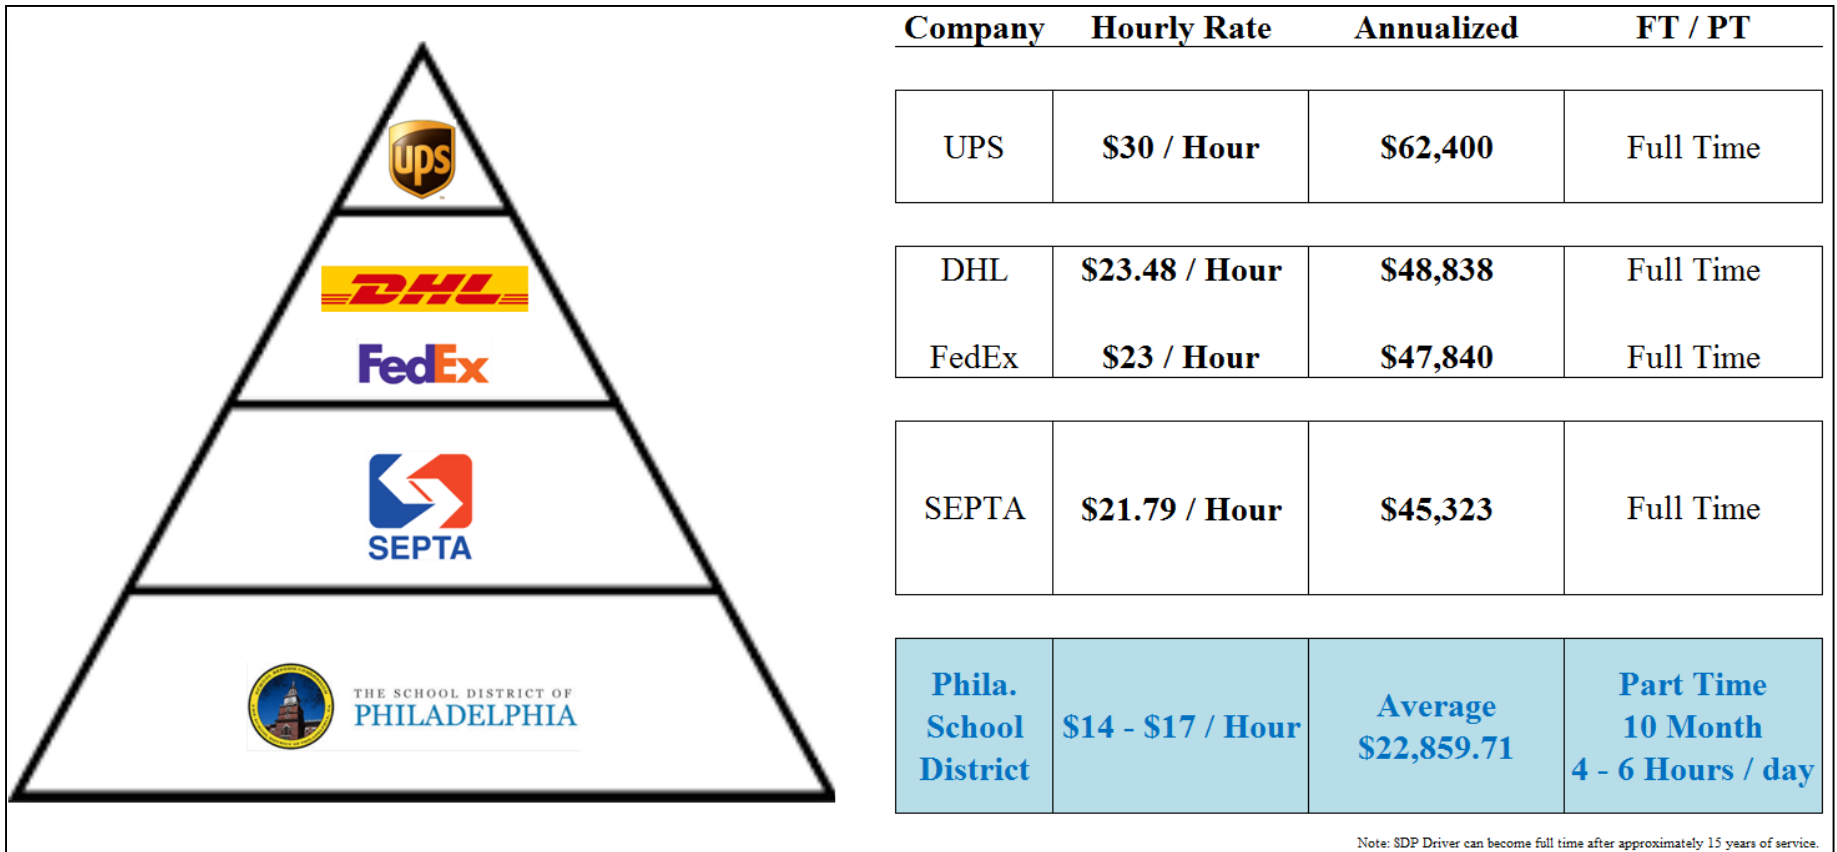 ups
DHL
FedEx
SEPTA
THE SCHOOL DISTRICT OF
PHILADELPHIA
Company Hourly Rate Annualized FT / PT
UPS $30 / Hour $62,400 Full Time
DHL $23.48 / Hour $48,838 Full Time
FedEx $23 / Hour $47,840 Full Time
SEPTA $21.79 / Hour $45,323 Full Time
Phila.
School
District
$14 - $17 / Hour
Average
$22,859.71
Part Time
10 Month
4 - 6 Hours / day
Note: SDP Driver can become full time after approximately 15 years of service.